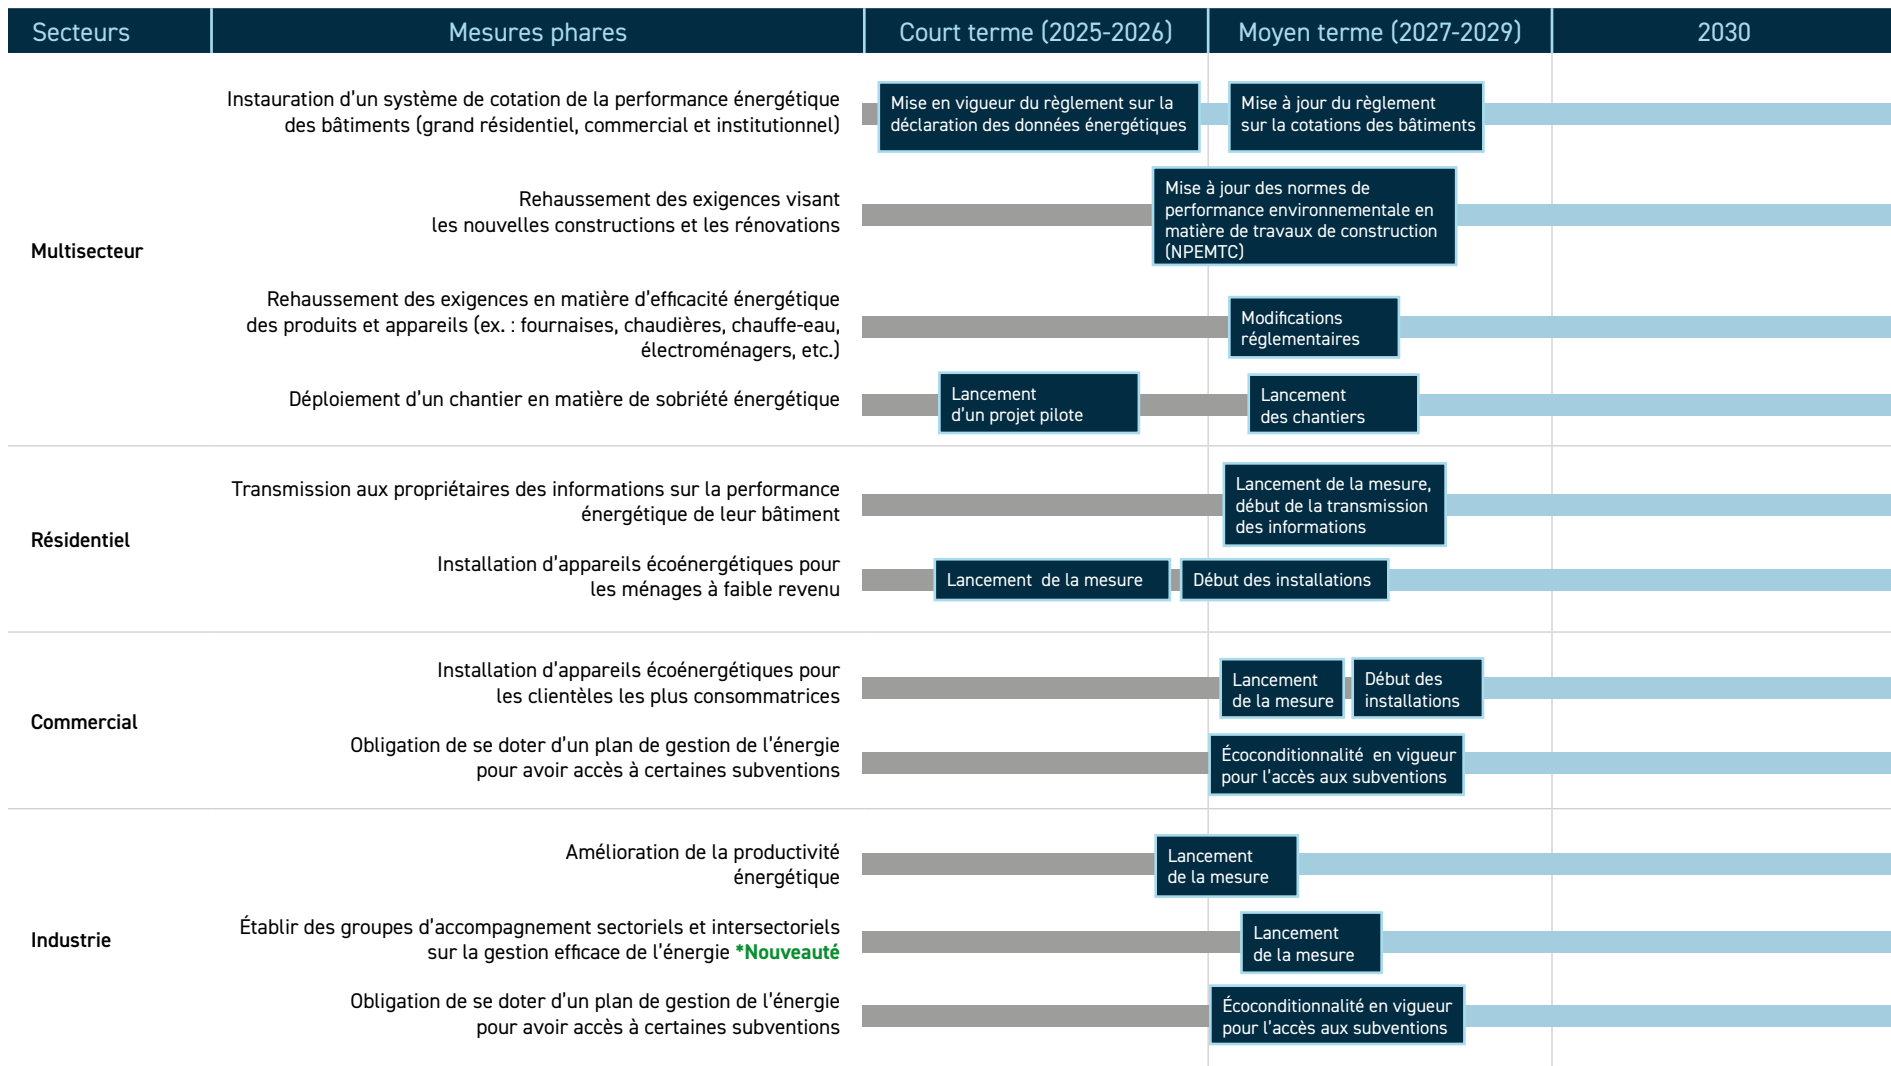 Secteurs
Mesures phares
Court terme (2025-2026)
Moyen terme (2027-2029)
2030
Multisecteur
Instauration d'un système de cotation de la performance énergétique
des bâtiments (grand résidentiel, commercial et institutionnel)
Mise en vigueur du règlement sur la
déclaration des données énergétiques
Mise à jour du règlement
sur la cotations des bâtiments
Rehaussement des exigences visant
les nouvelles constructions et les rénovations
Mise à jour des normes de
performance environnementale en
matière de travaux de construction
(NPEMTC)
Rehaussement des exigences en matière d'efficacité énergétique
des produits et appareils (ex. : fournaises, chaudières, chauffe-eau,
électroménagers, etc.)
Modifications
réglementaires
Déploiement d'un chantier en matière de sobriété énergétique
Lancement
d'un projet pilote
Lancement
des chantiers
Résidentiel
Transmission aux propriétaires des informations sur la performance
énergétique de leur bâtiment
Lancement de la mesure,
début de la transmission
des informations
Installation d'appareils écoénergétiques pour
les ménages à faible revenu
Lancement de la mesure
Début des installations
Commercial
Installation d'appareils écoénergétiques pour
les clientèles les plus consommatrices
Lancement
de la mesure
Début des
installations
Obligation de se doter d'un plan de gestion de l'énergie
pour avoir accès à certaines subventions
Écoconditionnalité en vigueur
pour l'accès aux subventions
Industrie
Amélioration de la productivité
énergétique
Lancement
de la mesure
Établir des groupes d'accompagnement sectoriels et intersectoriels
sur la gestion efficace de l'énergie *Nouveauté
Lancement
de la mesure
Obligation de se doter d'un plan de gestion de l'énergie
pour avoir accès à certaines subventions
Écoconditionnalité en vigueur
pour l'accès aux subventions